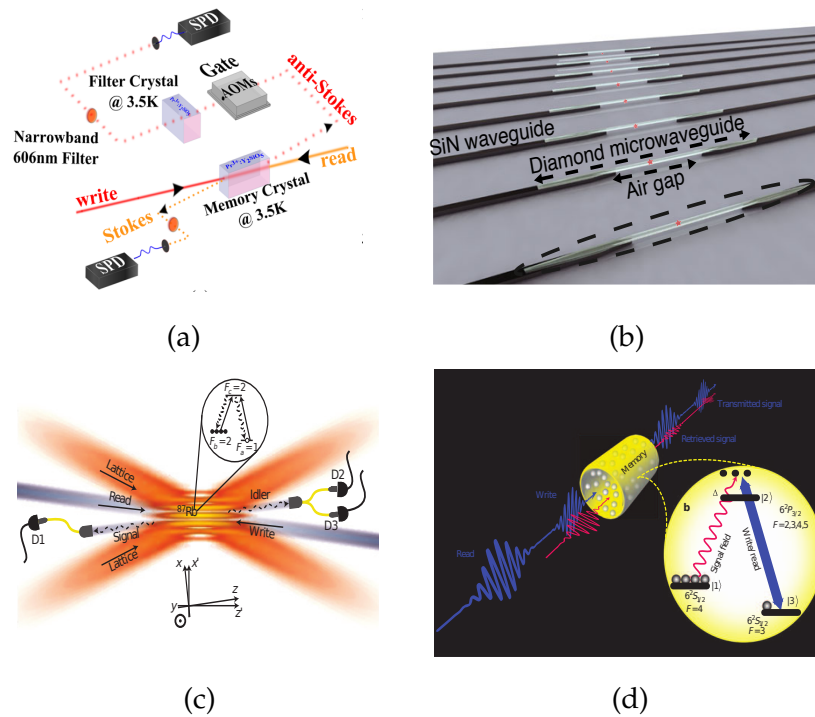 SPD
Filter Crystal
@ 3.5K
Gate
AOMs
anti-Stokes
Narrowband
606nm Filter
write
read
Stokes
Memory Crystal
@ 3.5K
SPD
(a)
SiN waveguide
Diamond microwaveguide
Air gap
(b)
F꜀=2
F_b=2
Fₐ=1
Lattice
Read
⁸⁷Rb
Idler
D2
D3
D1
Signal
Write
Lattice
x x'
y
z
z'
(c)
Transmitted signal
Retrieved signal
Memory
Write
Read
b
Δ
|2⟩
6²P₃/₂
F=2,3,4,5
Signal field
Write/read
|1⟩
6²S₁/₂
F=4
|3⟩
6²S₁/₂
F=3
(d)